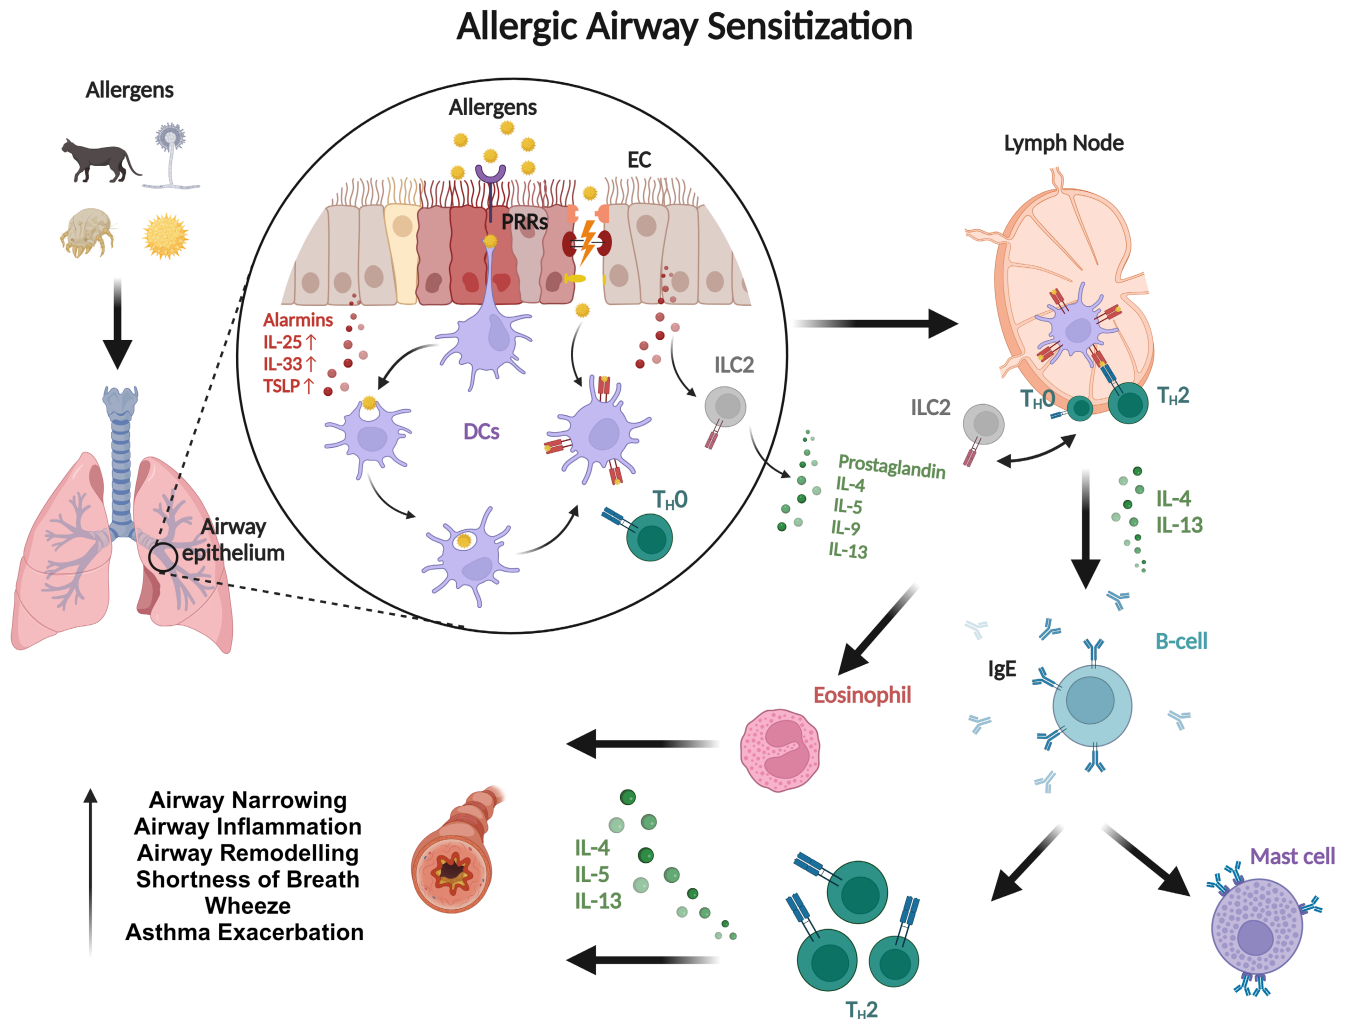 Allergic Airway Sensitization
Allergens
Allergens
EC
PRRs
Alarmins
IL-25 ↑
IL-33 ↑
TSLP ↑
DCs
ILC2
TH0
Airway
epithelium
Prostaglandin
IL-4
IL-5
IL-9
IL-13
Lymph Node
ILC2
TH0
TH2
IL-4
IL-13
IgE
B-cell
Eosinophil
Mast cell
IL-4
IL-5
IL-13
TH2
Airway Narrowing
Airway Inflammation
Airway Remodelling
Shortness of Breath
Wheeze
Asthma Exacerbation